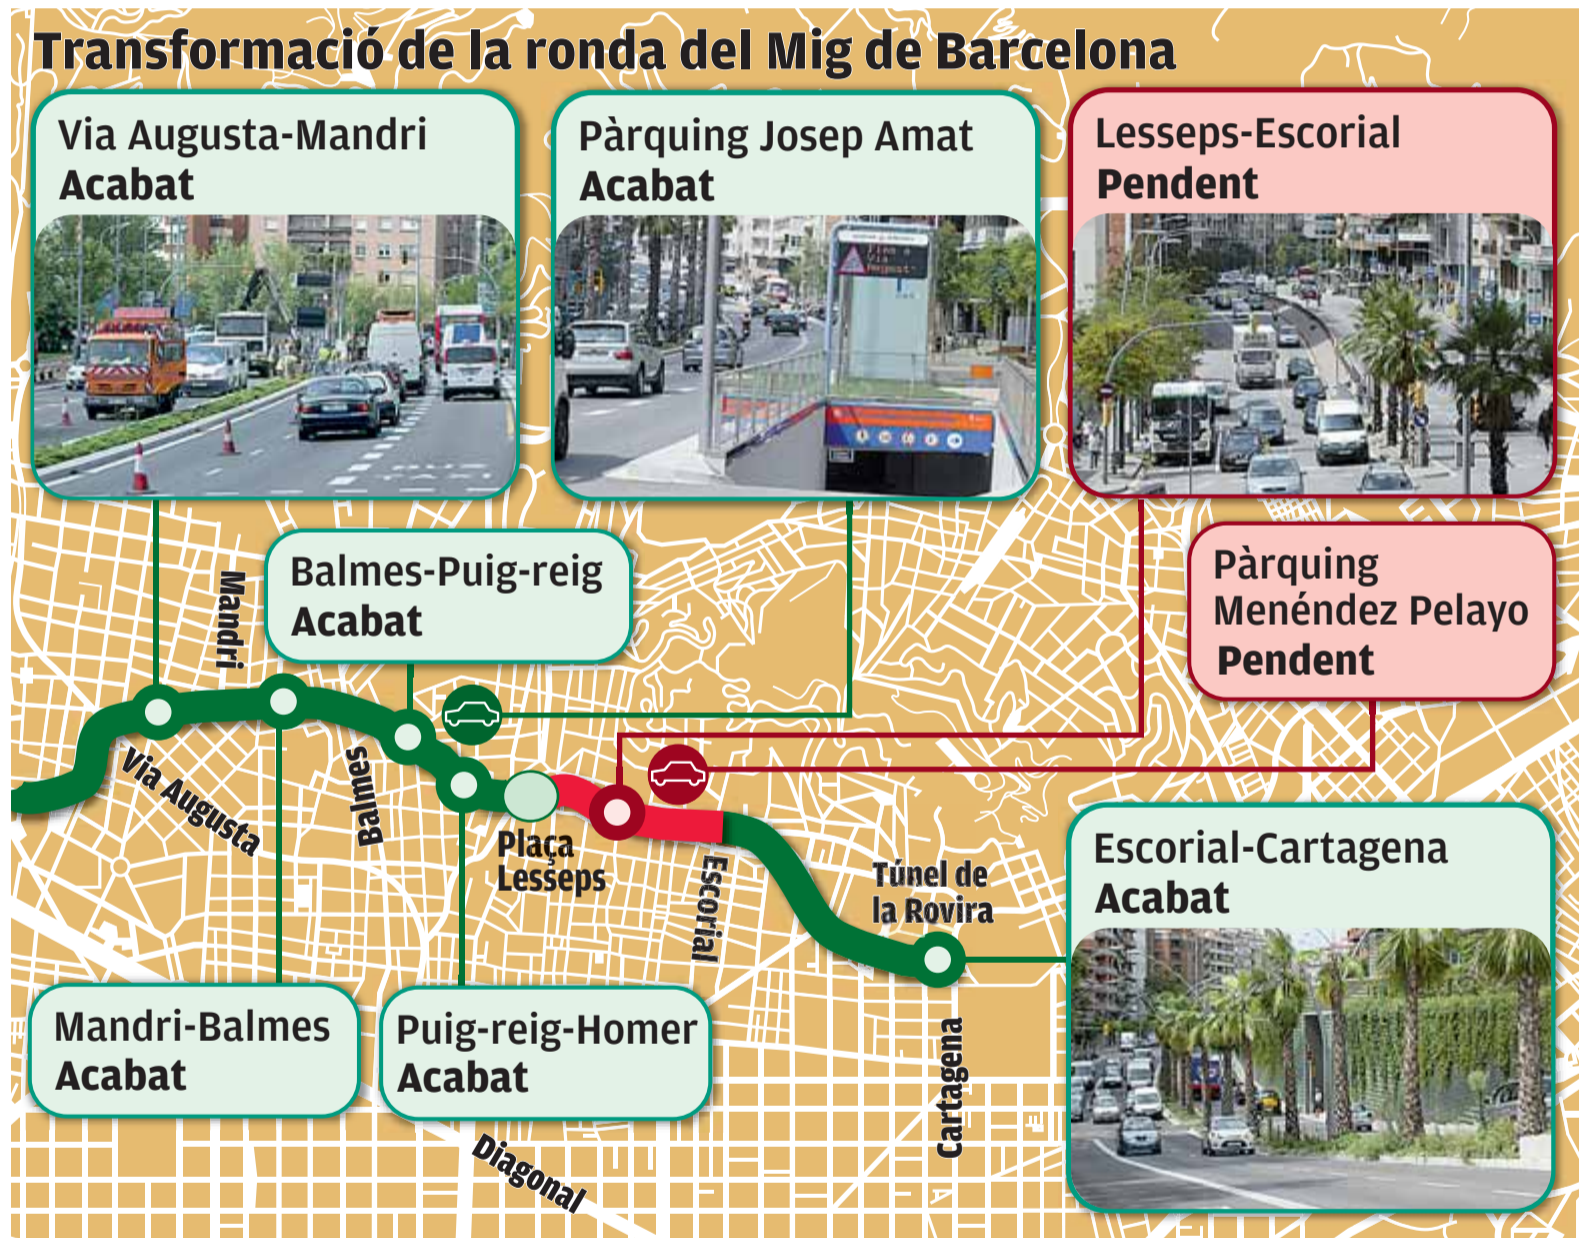 Transformació de la ronda del Mig de Barcelona
Via Augusta-Mandri
Acabat
Pàrquing Josep Amat
Acabat
Lesseps-Escorial
Pendent
Balmes-Puig-reig
Acabat
Pàrquing
Menéndez Pelayo
Pendent
Mandri
Via Augusta
Balmes
Plaça
Lesseps
Escorial
Túnel de
la Rovira
Escorial-Cartagena
Acabat
Mandri-Balmes
Acabat
Puig-reig-Homer
Acabat
Cartagena
Diagonal